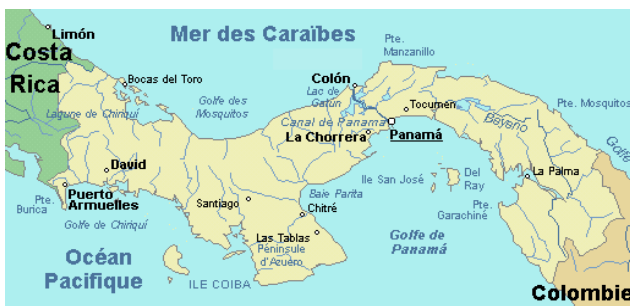 Limón
Mer des Caraïbes
Pte.
Manzanillo
Costa
Rica
Bocas del Toro
Colón
Lac de
Gatún
Tocumén
Golfe des
Mosquitos
Pte. Mosquitos
Lagune de Chiriquí
Canal de Panama
Bayano
La Chorrera
Panamá
Golfe
David
La Palma
Puerto
Armuelles
Ile San José
Del
Ray
Pte.
Burica
Santiago
Baie Parita
Chitré
Pte.
Garachiné
Golfe de Chiriquí
Las Tablas
Golfe de
Panamá
Péninsule
d'Azuero
Océan
Pacifique
ILE COIBA
Colombie